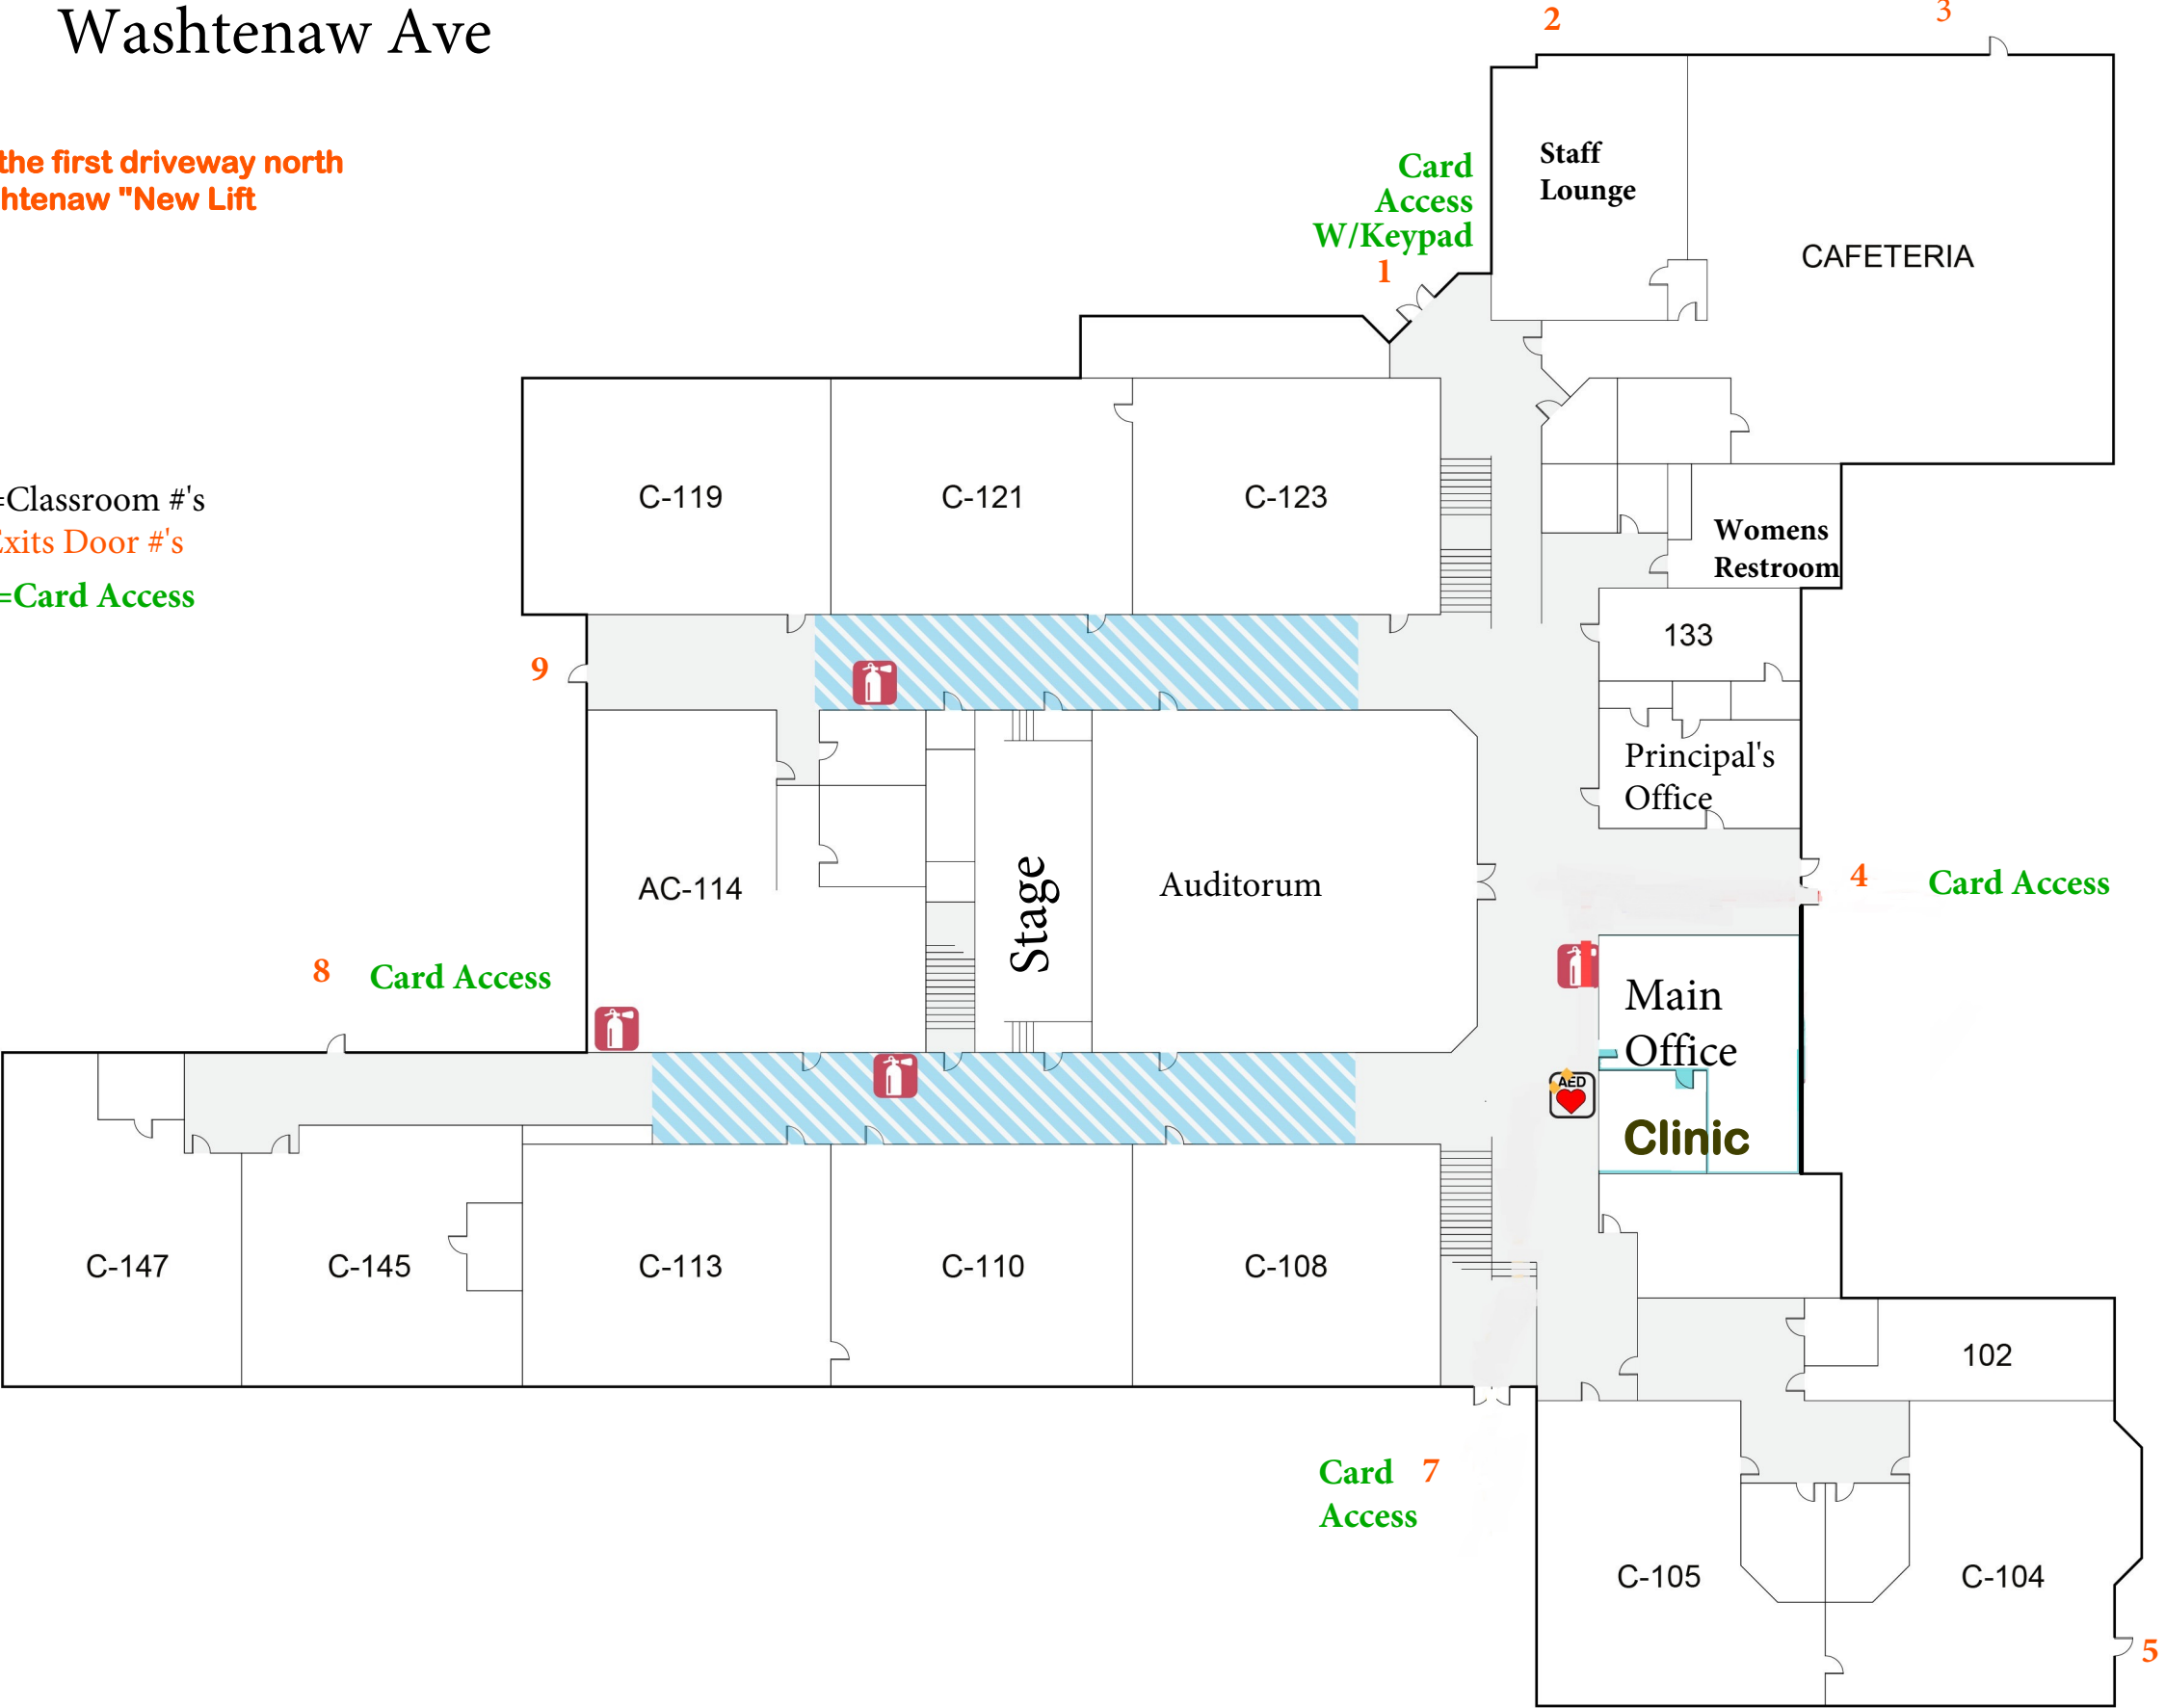 Washtenaw Ave
the first driveway north
htenaw "New Lift
=Classroom #'s
Exits Door #'s
=Card Access
2
3
Staff
Lounge
CAFETERIA
Card
Access
W/Keypad
1
C-119
C-121
C-123
Womens
Restroom
133
9
Principal's
Office
AC-114
Stage
Auditorum
4
Card Access
8
Card Access
Main
Office
AED
Clinic
C-147
C-145
C-113
C-110
C-108
102
Card
Access
7
C-105
C-104
5